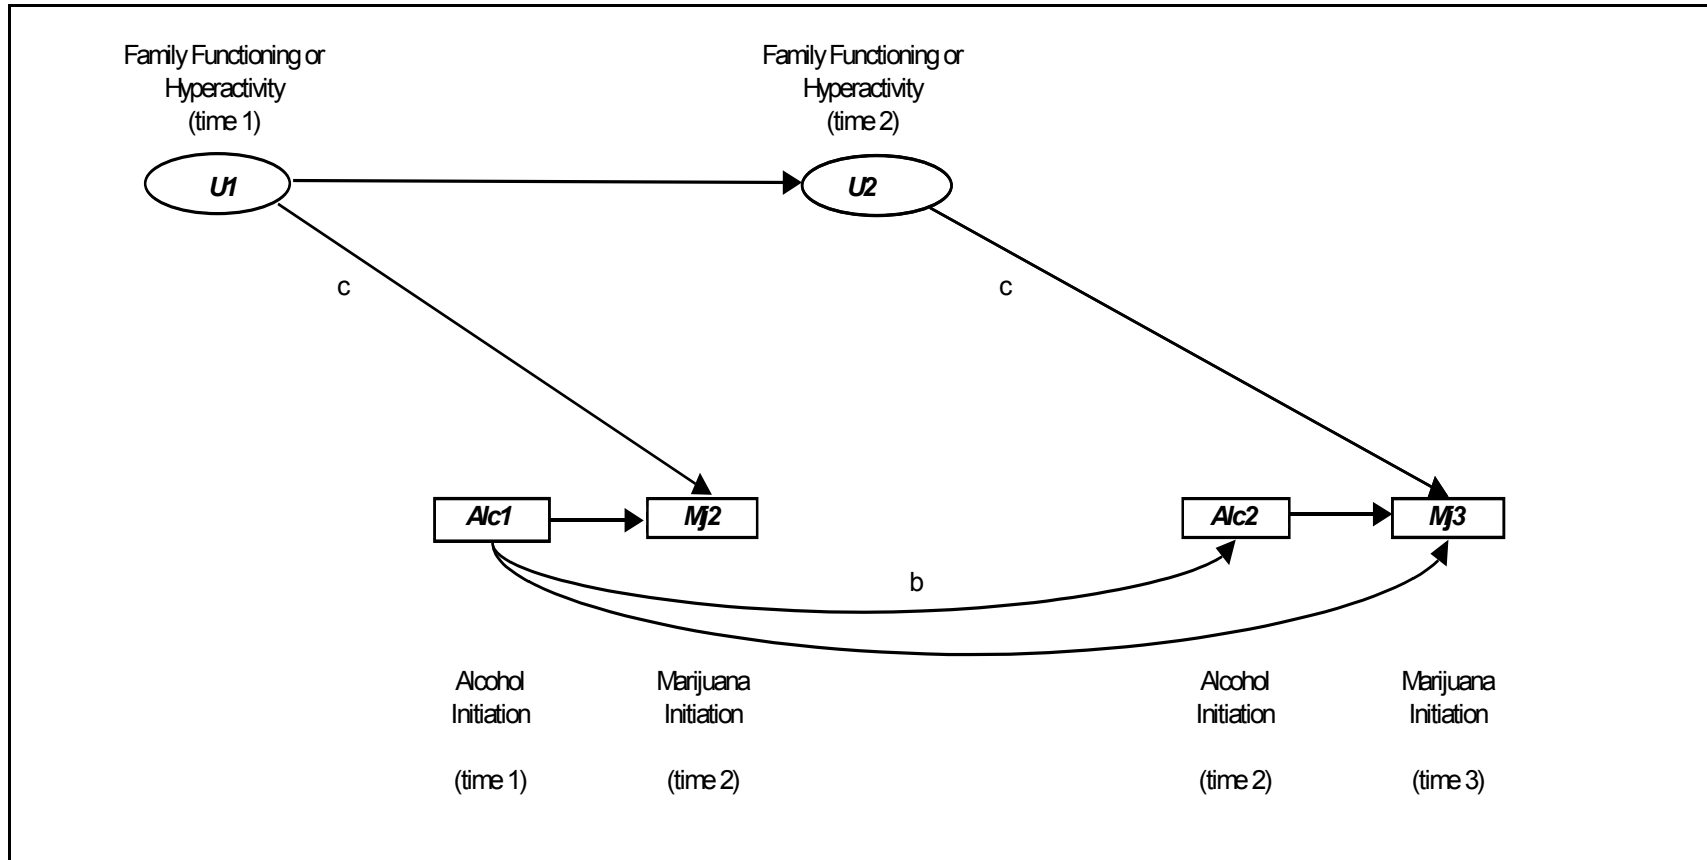 Family Functioning or
Hyperactivity
(time 1)
Family Functioning or
Hyperactivity
(time 2)
U1
U2
c
c
Alc1
Mj2
Alc2
Mj3
b
Alcohol
Initiation
(time 1)
Marijuana
Initiation
(time 2)
Alcohol
Initiation
(time 2)
Marijuana
Initiation
(time 3)